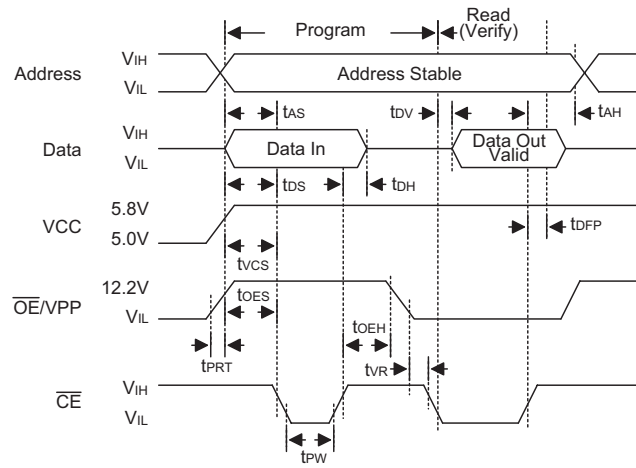 Program
Read
(Verify)
Address
VIH
VIL
Address Stable
tAS
tDV
tAH
Data
VIH
VIL
Data In
Data Out
Valid
tDS
tDH
tDFP
VCC
5.8V
5.0V
tVCS
OE/VPP
12.2V
VIL
tOES
tOEH
tPRT
tVR
CE
VIH
VIL
tPW